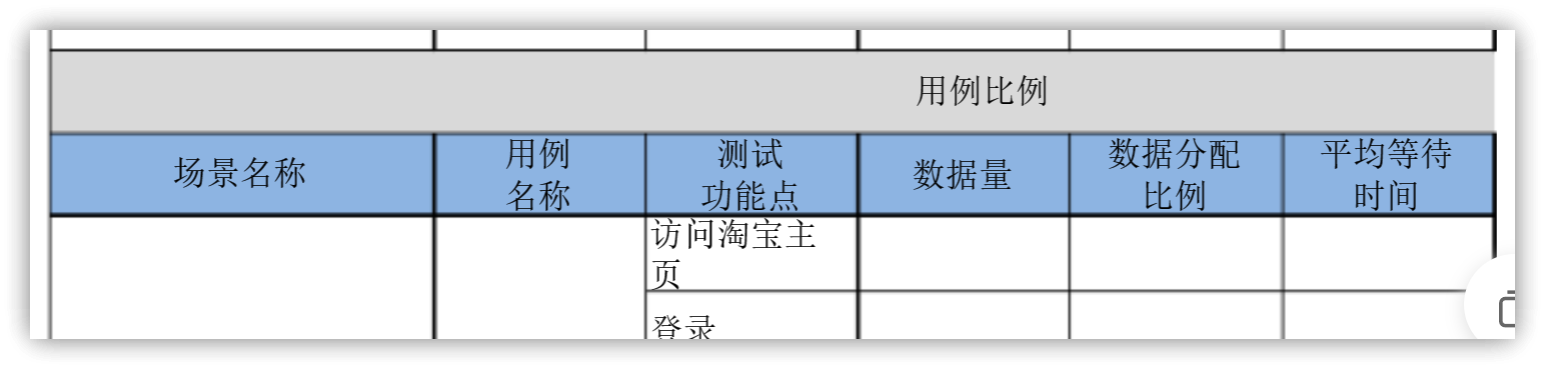 用例比例
场景名称
用例
名称
测试
功能点
数据量
数据分配
比例
平均等待
时间
访问淘宝主
页
登录